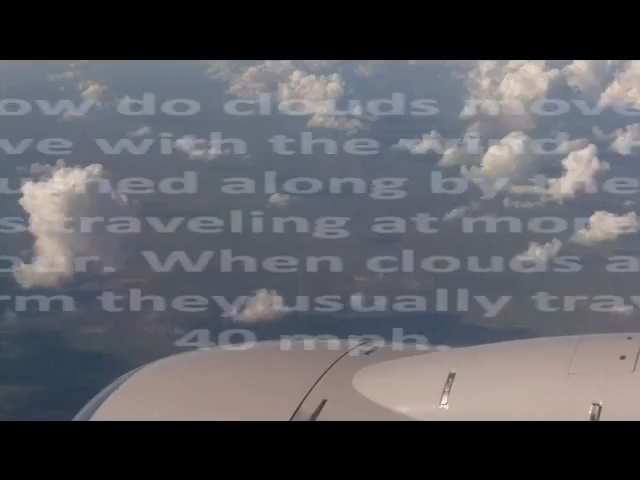 ow do clouds move
ve with the wind
ned along by the
s traveling at more
our. When clouds a
rm they usually trav
40 mph.